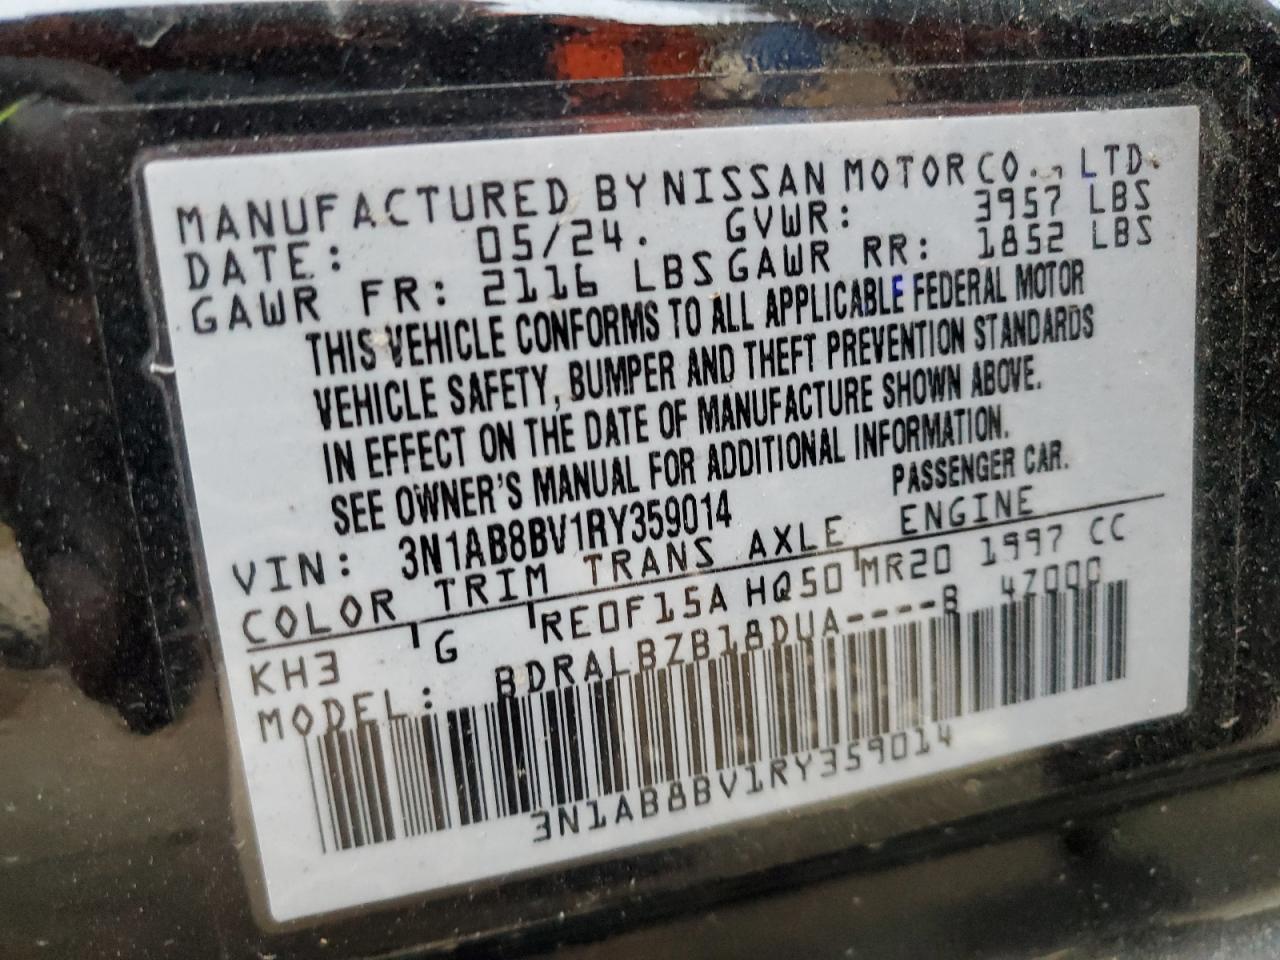 MANUFACTURED BY NISSAN MOTOR CO., LTD.
DATE: 05/24. GVWR: 3957 LBS
GAWR FR: 2116 LBS GAWR RR: 1852 LBS
THIS VEHICLE CONFORMS TO ALL APPLICABLE FEDERAL MOTOR
VEHICLE SAFETY, BUMPER AND THEFT PREVENTION STANDARDS
IN EFFECT ON THE DATE OF MANUFACTURE SHOWN ABOVE.
SEE OWNER'S MANUAL FOR ADDITIONAL INFORMATION.
PASSENGER CAR.
VIN: 3N1AB8BV1RY359014
COLOR TRIM TRANS AXLE ENGINE
KH3 G RE0F15A HQ50 MR20 1997 CC
MODEL: BDRALBZB18DUA----B 4Z000
3N1AB8BV1RY359014